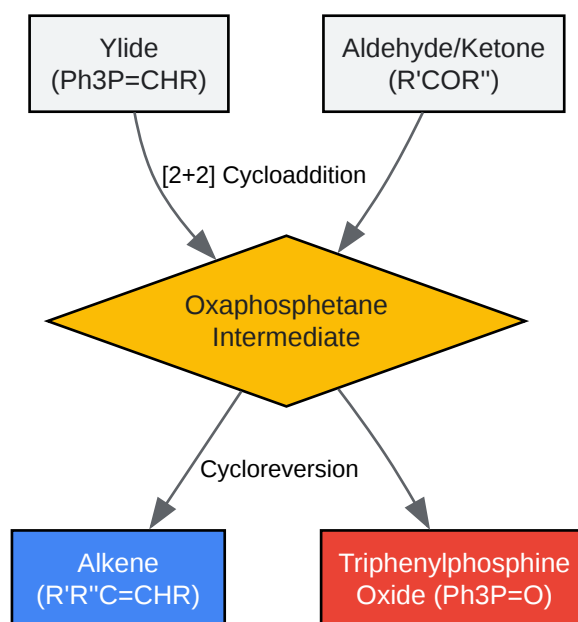 Ylide
(Ph3P=CHR)
Aldehyde/Ketone
(R'COR")
[2+2] Cycloaddition
Oxaphosphetane
Intermediate
Cycloreversion
Alkene
(R'R"C=CHR)
Triphenylphosphine
Oxide (Ph3P=O)